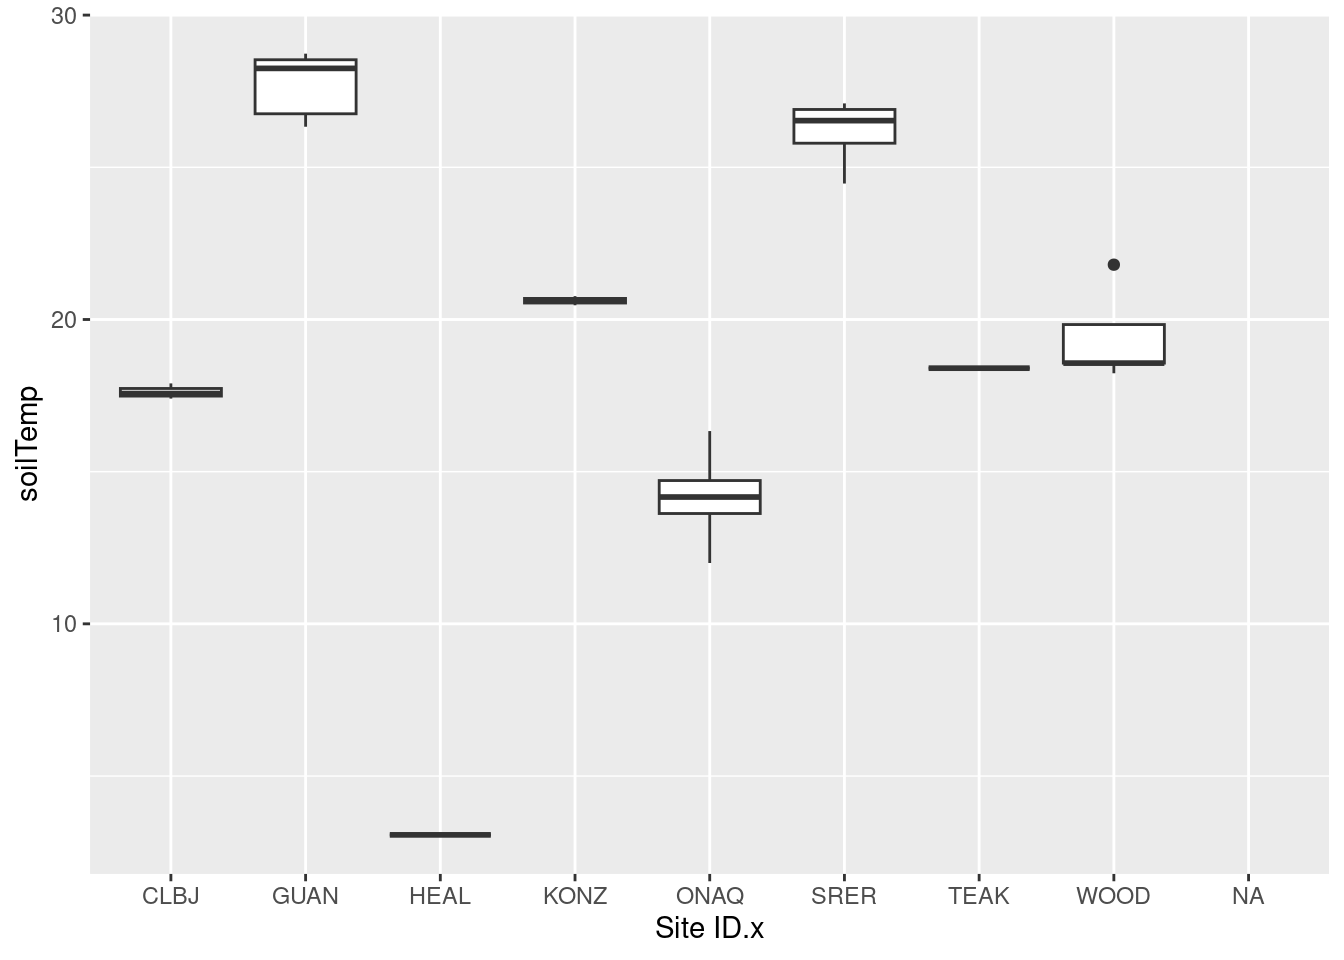 30
20
10
soilTemp
CLBJ GUAN HEAL KONZ ONAQ SRER TEAK WOOD NA
Site ID.x